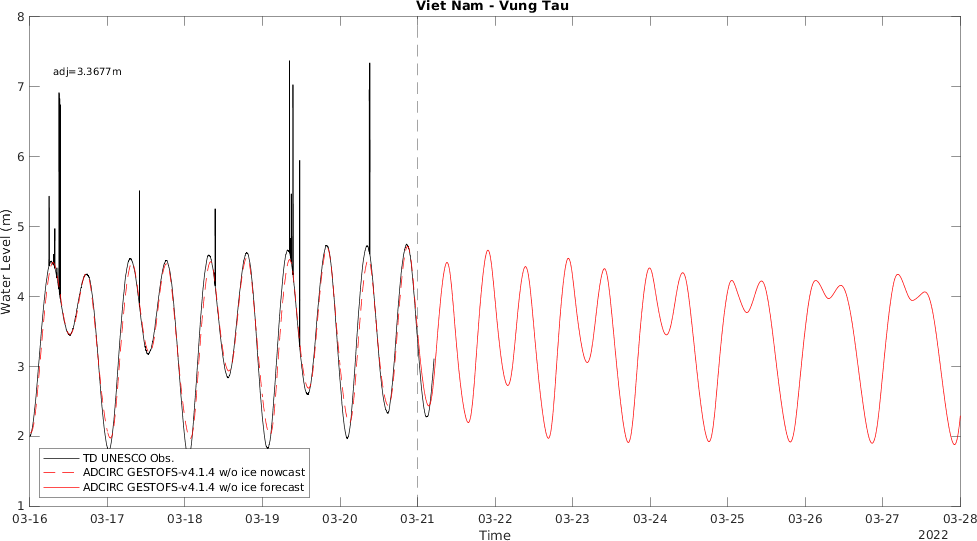 Viet Nam - Vung Tau
8
7
6
5
4
3
2
1
Water Level (m)
adj=3.3677m
TD UNESCO Obs.
ADCIRC GESTOFS-v4.1.4 w/o ice nowcast
ADCIRC GESTOFS-v4.1.4 w/o ice forecast
03-16 03-17 03-18 03-19 03-20 03-21 03-22 03-23 03-24 03-25 03-26 03-27 03-28
Time
2022